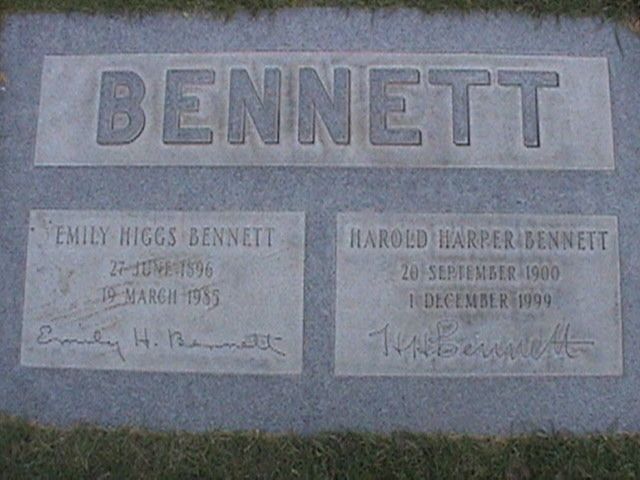 BENNETT
EMILY HIGGS BENNETT
27 JUNE 1896
19 MARCH 1985
Emily H. Bennett
HAROLD HARPER BENNETT
20 SEPTEMBER 1900
1 DECEMBER 1999
H H Bennett